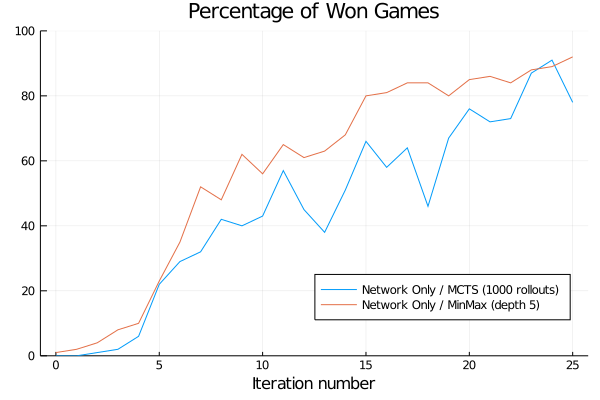 Percentage of Won Games
100
80
60
40
20
0
Network Only / MCTS (1000 rollouts)
Network Only / MinMax (depth 5)
0 5 10 15 20 25
Iteration number